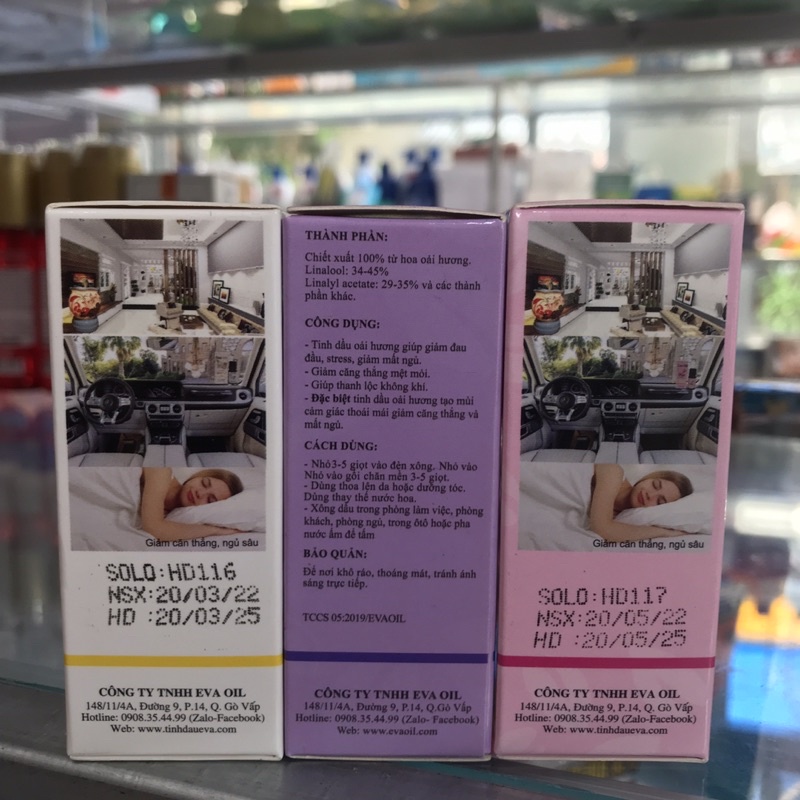 Giảm căn thẳng, ngủ sâu
SOLO:HD116
NSX:20/03/22
HD :20/03/25
CÔNG TY TNHH EVA OIL
148/11/4A, Đường 9, P.14, Q. Gò Vấp
Hotline: 0908.35.44.99 (Zalo-Facebook)
Web: www.tinhdaueva.com
THÀNH PHẦN:
Chiết xuất 100% từ hoa oải hương.
Linalool: 34-45%
Linalyl acetate: 29-35% và các thành
phần khác.
CÔNG DỤNG:
- Tinh dầu oải hương giúp giảm đau
đầu, stress, giảm mất ngủ.
- Giảm căng thẳng mệt mỏi.
- Giúp thanh lộc không khí.
- Đặc biệt tinh dầu oải hương tạo mùi
cảm giác thoải mái giảm căng thẳng và
mất ngủ.
CÁCH DÙNG:
- Nhỏ3-5 giọt vào đèn xông. Nhỏ vào
Nhỏ vào gối chăn mền 3-5 giọt.
- Dùng thoa lên da hoặc dưỡng tóc.
Dùng thay thế nước hoa.
- Xông dầu trong phòng làm việc, phòng
khách, phòng ngủ, trong ôtô hoặc pha
nước ấm để tắm
BẢO QUẢN:
Để nơi khô ráo, thoáng mát, tránh ánh
sáng trực tiếp.
TCCS 05:2019/EVAOIL
CÔNG TY TNHH EVA OIL
148/11/4A, Đường 9, P.14, Q. Gò Vấp
Hotline: 0908.35.44.99 (Zalo- Facebook)
Web: www.evaoil.com
Giảm căn thẳng, ngủ sâu
SOLO:HD117
NSX:20/05/22
HD :20/05/25
CÔNG TY TNHH EVA OIL
148/11/4A, Đường 9, P.14, Q. Gò Vấp
Hotline: 0908.35.44.99 (Zalo-Facebook)
Web: www.tinhdaueva.com